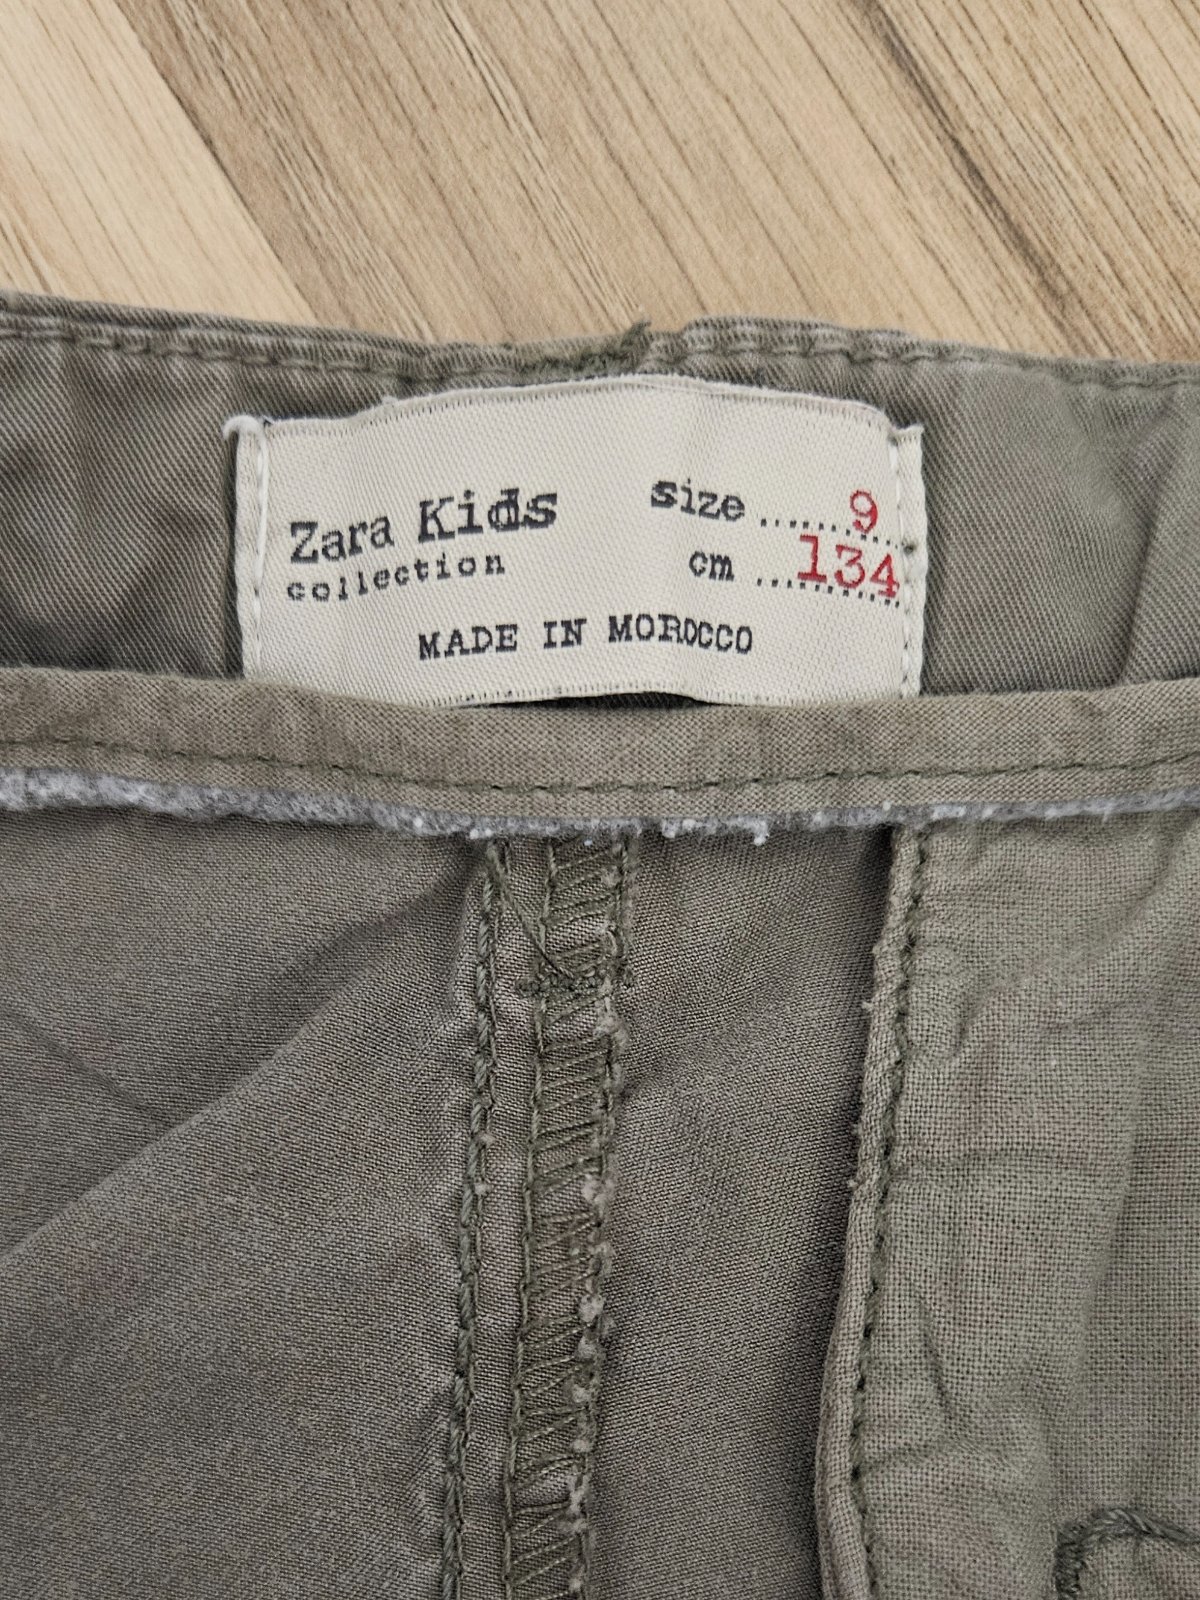 Zara Kids
collection
size ........ 9
cm ........ 134
MADE IN MOROCCO